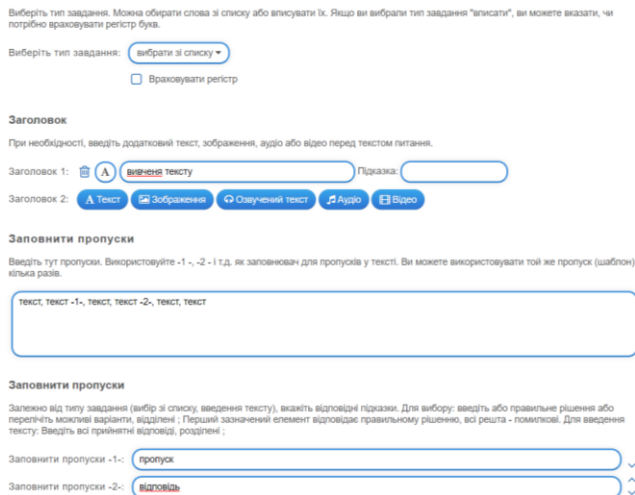 Виберіть тип завдання. Можна обирати слова зі списку або вписувати їх. Якщо ви вибрали тип завдання "вписати", ви можете вказати, чи
потрібно враховувати регістр букв.
Виберіть тип завдання: вибрати зі списку
Враховувати регістр
Заголовок
При необхідності, введіть додатковий текст, зображення, аудіо або відео перед текстом питання.
Заголовок 1: A вивченя тексту Підказка:
Заголовок 2: A Текст Зображення Озвучений текст Аудіо Відео
Заповнити пропуски
Введіть тут пропуски. Використовуйте -1 -, -2 - і т.д. як заповнювач для пропусків у тексті. Ви можете використовувати той же пропуск (шаблон)
кілька разів.
текст, текст -1-, текст, текст -2-, текст, текст
Заповнити пропуски
Залежно від типу завдання (вибір зі списку, введення тексту), вкажіть відповідні підказки. Для вибору: введіть або правильне рішення або
перелічіть можливі варіанти, відділені ; Перший зазначений елемент відповідає правильному рішенню, всі решта - помилкові. Для введення
тексту: Введіть всі прийнятні відповіді, розділені ;
Заповнити пропуски -1-: пропуск
Заповнити пропуски -2-: відповідь